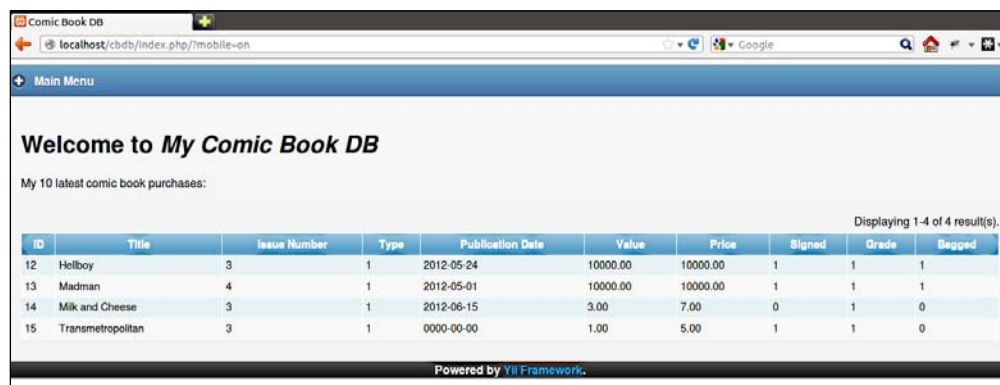 Comic Book DB
localhost/cbdb/index.php/?mobile=on
Google
Main Menu
Welcome to My Comic Book DB
My 10 latest comic book purchases:
Displaying 1-4 of 4 result(s).
ID Title Issue Number Type Publication Date Value Price Signed Grade Bagged
12 Hellboy 3 1 2012-05-24 10000.00 10000.00 1 1 1
13 Madman 4 1 2012-05-01 10000.00 10000.00 1 1 1
14 Milk and Cheese 3 1 2012-06-15 3.00 7.00 0 1 0
15 Transmetropolitan 3 1 0000-00-00 1.00 5.00 1 1 0
Powered by Yii Framework.